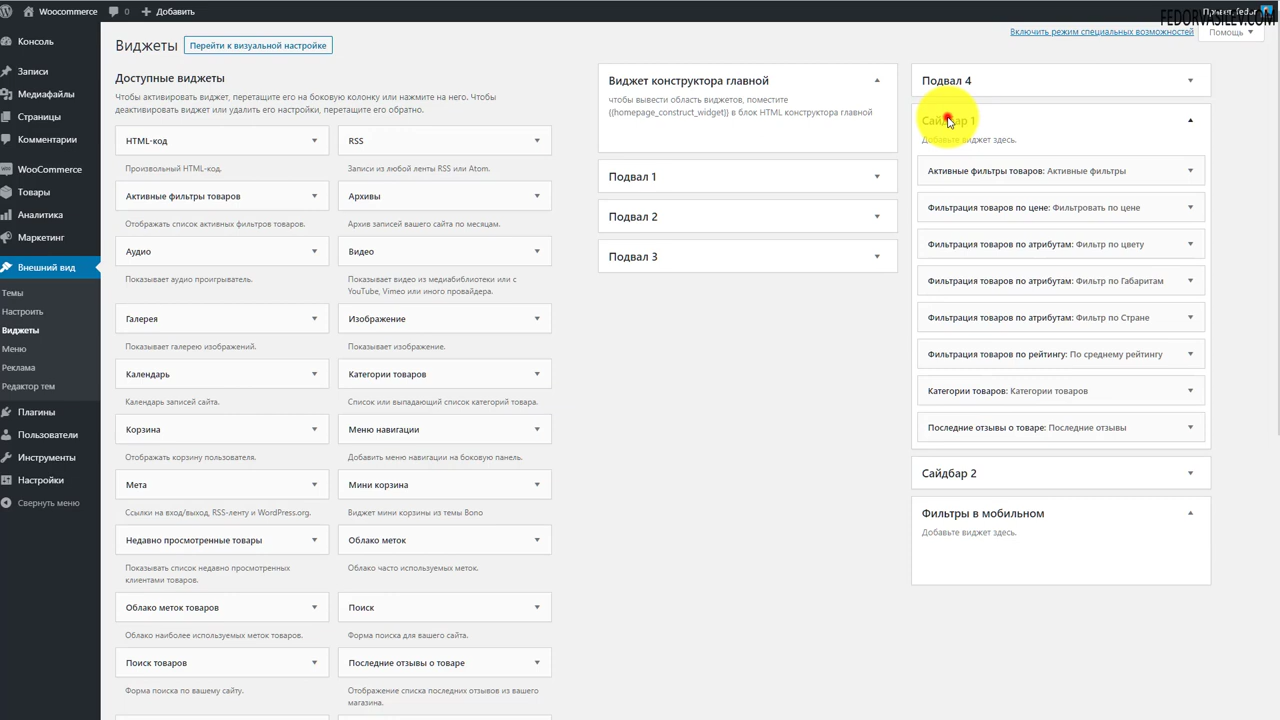 Woocommerce
Добавить
Привет, fedor
FEDORVASILEV.COM
Консоль
Записи
Медиафайлы
Страницы
Комментарии
WooCommerce
Товары
Аналитика
Маркетинг
Внешний вид
Темы
Настроить
Виджеты
Меню
Реклама
Редактор тем
Плагины
Пользователи
Инструменты
Настройки
Свернуть меню
Виджеты
Перейти к визуальной настройке
Включить режим специальных возможностей
Помощь
Доступные виджеты
Чтобы активировать виджет, перетащите его на боковую колонку или нажмите на него. Чтобы
деактивировать виджет или удалить его настройки, перетащите его обратно.
HTML-код
Произвольный HTML-код.
RSS
Записи из любой ленты RSS или Atom.
Активные фильтры товаров
Отображать список активных фильтров товаров.
Архивы
Архив записей вашего сайта по месяцам.
Аудио
Показывает аудио проигрыватель.
Видео
Показывает видео из медиабиблиотеки или с
YouTube, Vimeo или иного провайдера.
Галерея
Показывает галерею изображений.
Изображение
Показывает изображение.
Календарь
Календарь записей сайта.
Категории товаров
Список или выпадающий список категорий товара.
Корзина
Отображать корзину пользователя.
Меню навигации
Добавить меню навигации на боковую панель.
Мета
Ссылки на вход/выход, RSS-ленту и WordPress.org.
Мини корзина
Виджет мини корзины из темы Bono
Недавно просмотренные товары
Показывать список недавно просмотренных
клиентами товаров.
Облако меток
Облако часто используемых меток.
Облако меток товаров
Облако наиболее используемых меток товаров.
Поиск
Форма поиска для вашего сайта.
Поиск товаров
Форма поиска по вашему сайту.
Последние отзывы о товаре
Отображение списка последних отзывов из вашего
магазина.
Виджет конструктора главной
чтобы вывести область виджетов, поместите
{{homepage_construct_widget}} в блок HTML конструктора главной
Подвал 1
Подвал 2
Подвал 3
Подвал 4
Сайдбар 1
Добавьте виджет здесь.
Активные фильтры товаров: Активные фильтры
Фильтрация товаров по цене: Фильтровать по цене
Фильтрация товаров по атрибутам: Фильтр по цвету
Фильтрация товаров по атрибутам: Фильтр по Габаритам
Фильтрация товаров по атрибутам: Фильтр по Стране
Фильтрация товаров по рейтингу: По среднему рейтингу
Категории товаров: Категории товаров
Последние отзывы о товаре: Последние отзывы
Сайдбар 2
Фильтры в мобильном
Добавьте виджет здесь.